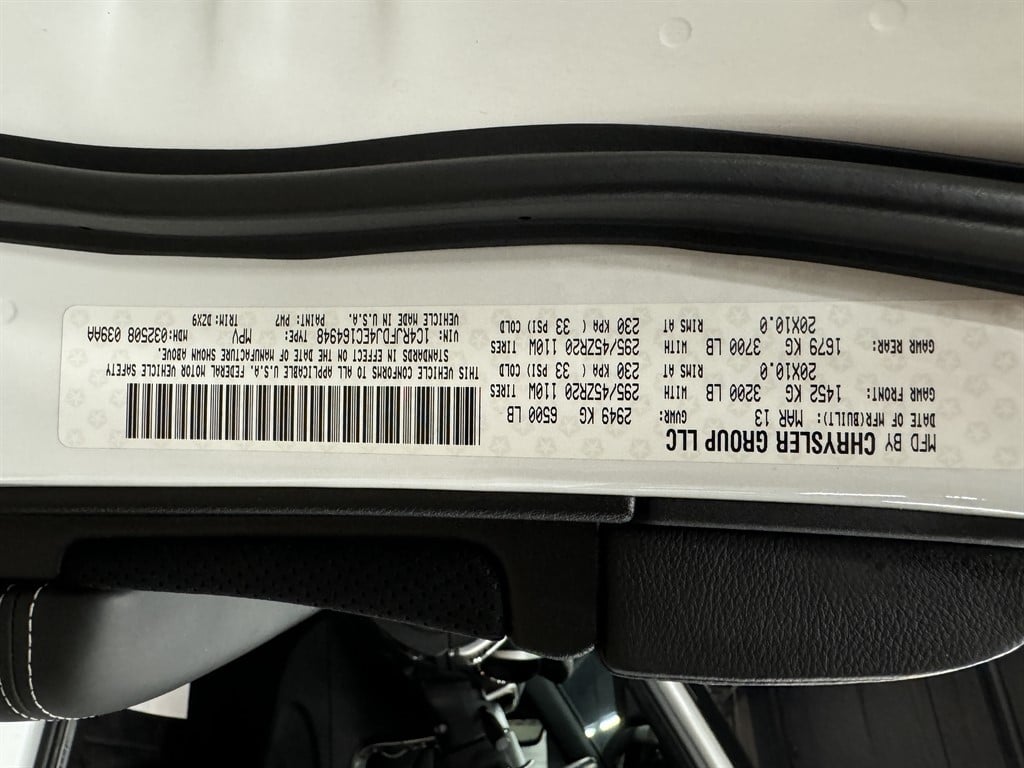 MFD BY CHRYSLER GROUP LLC
DATE OF MFR(BUILT): MAR 13 GVWR: 2949 KG 6500 LB
GAWR FRONT: 1452 KG 3200 LB WITH 295/45ZR20 110W TIRES
RIMS AT 20X10.0 230 KPA ( 33 PSI) COLD
GAWR REAR: 1679 KG 3700 LB WITH 295/45ZR20 110W TIRES
RIMS AT 20X10.0 230 KPA ( 33 PSI) COLD
THIS VEHICLE CONFORMS TO ALL APPLICABLE U.S.A. FEDERAL MOTOR VEHICLE SAFETY
STANDARDS IN EFFECT ON THE DATE OF MANUFACTURE SHOWN ABOVE.
VIN: 1C4RJFDJ4EC164948 TYPE: MPV MDH: 032508 039AA
VEHICLE MADE IN U.S.A. PAINT: PW7 TRIM: DZX9